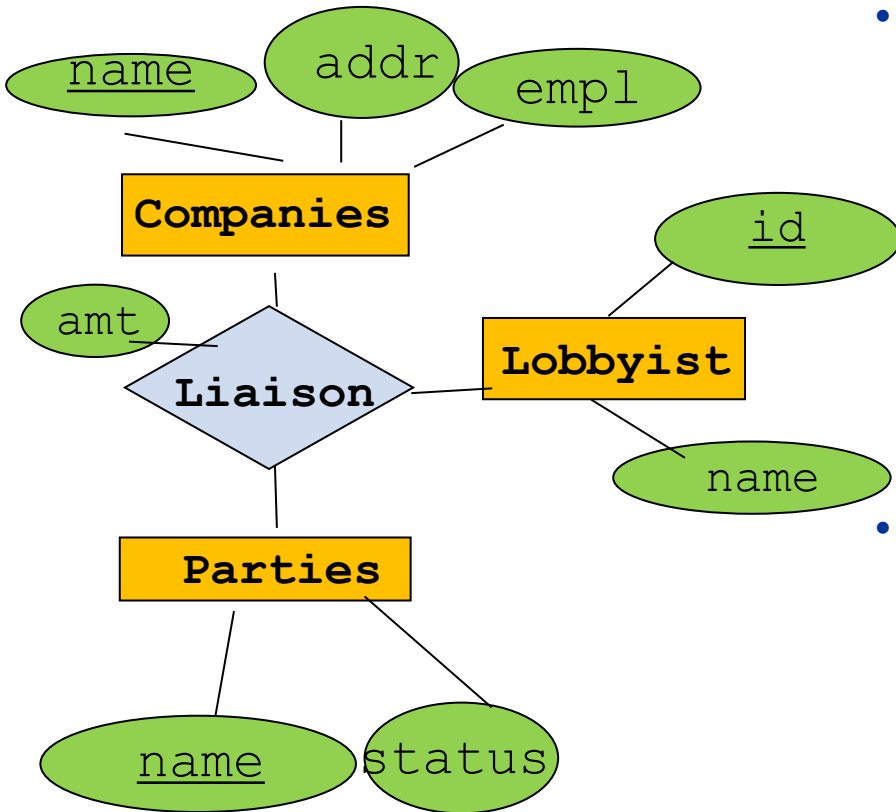 name
addr
empl
Companies
id
amt
Lobbyist
Liaison
name
Parties
name
status